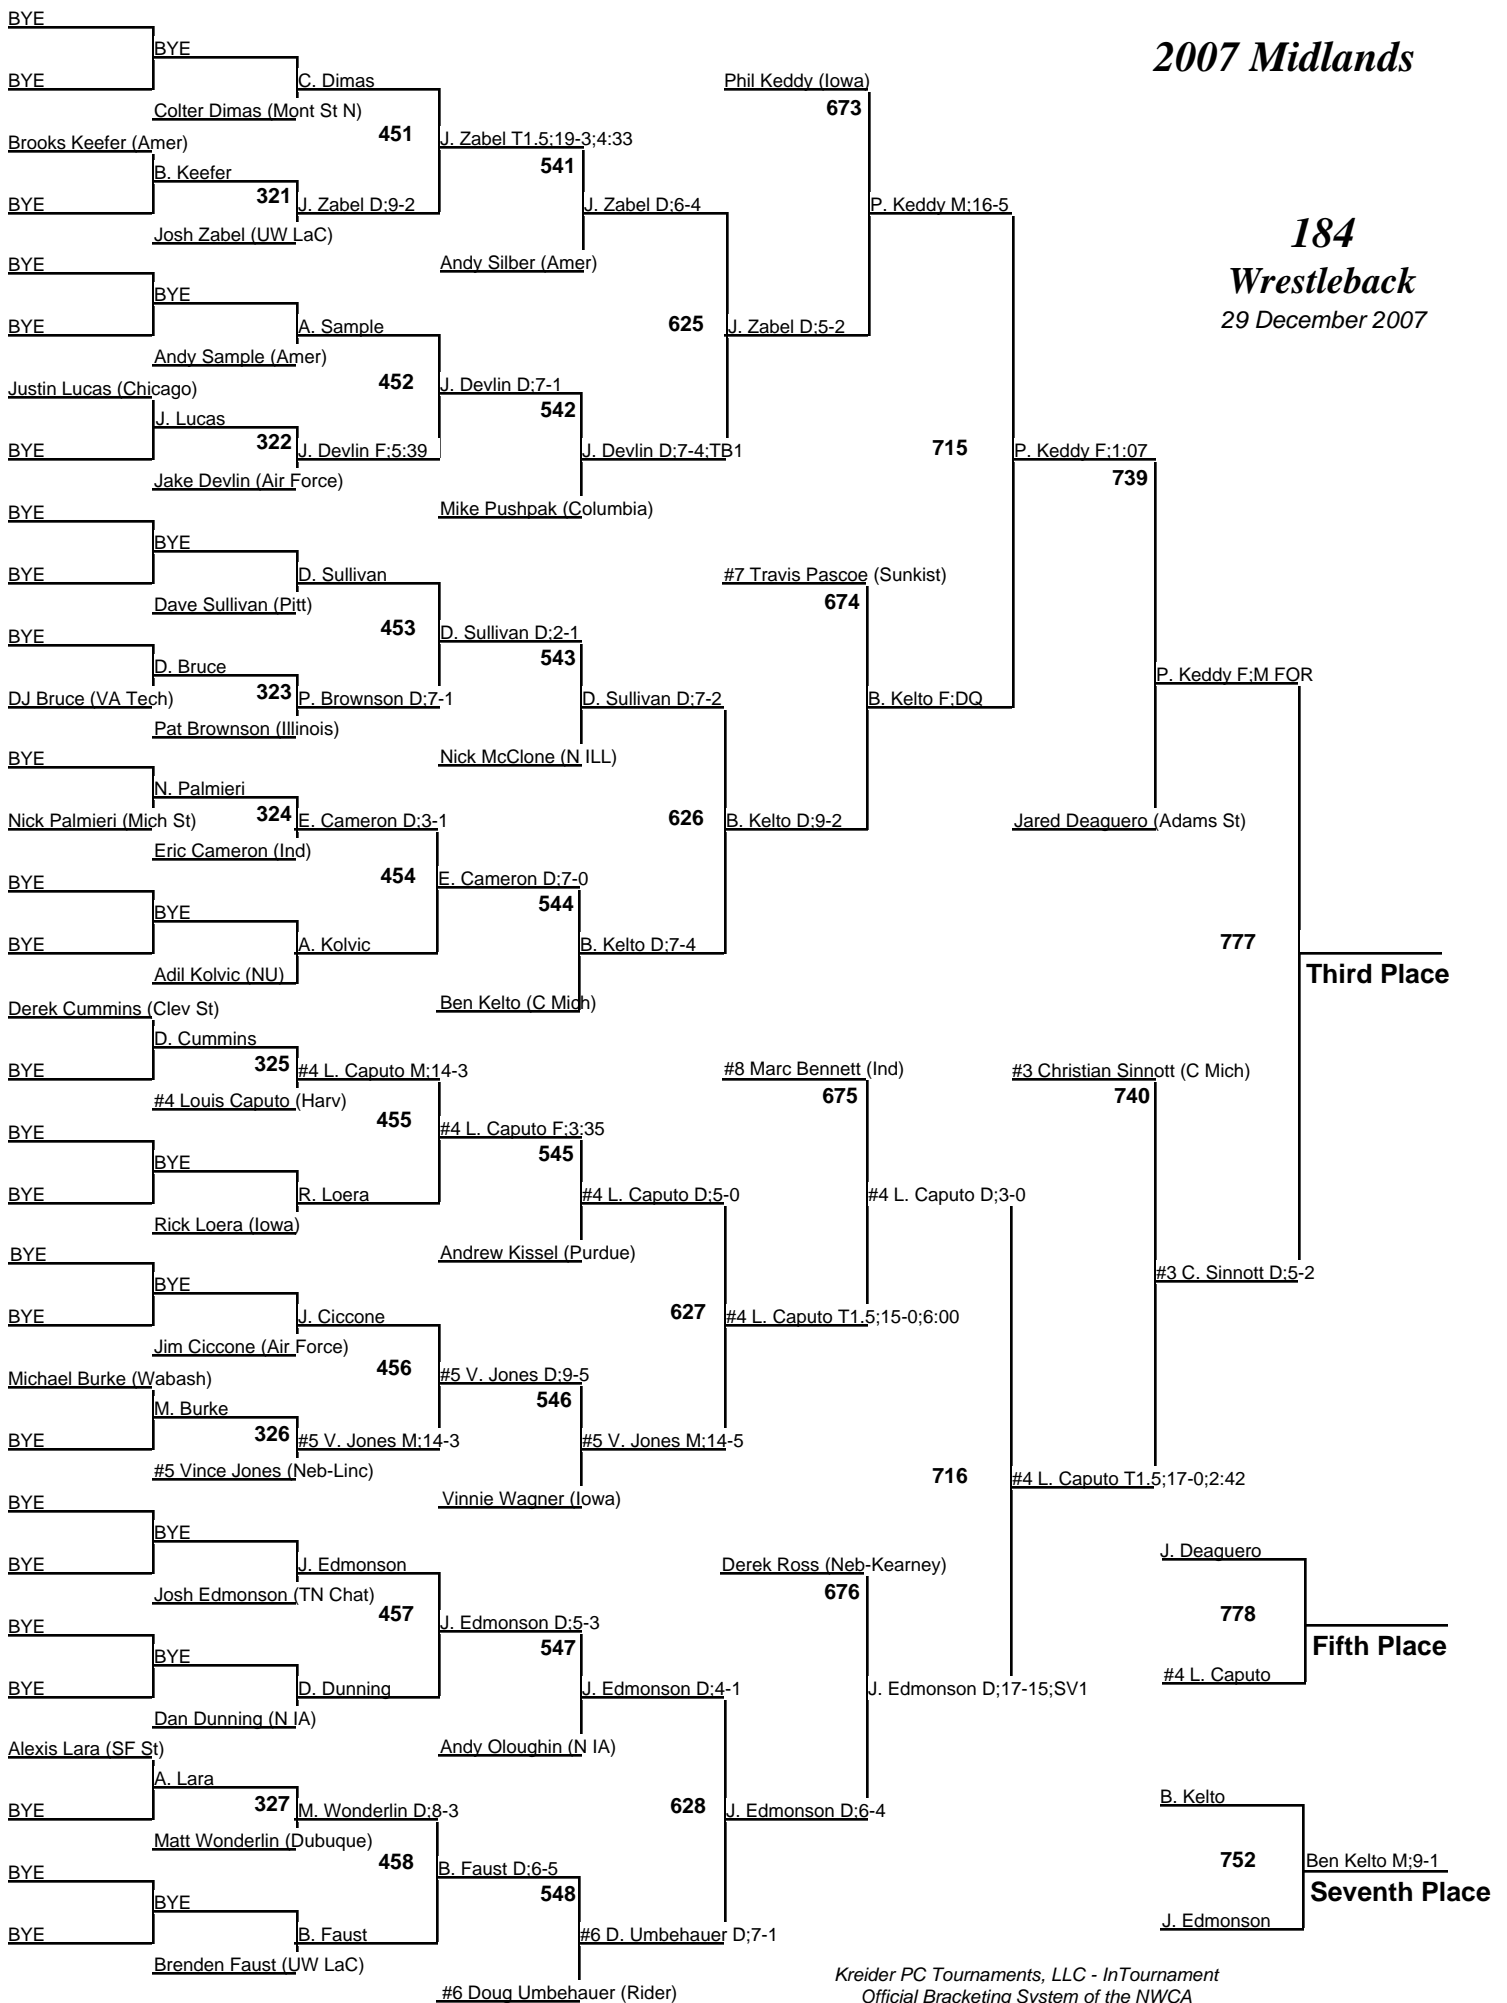 2007 Midlands
184
Wrestleback
29 December 2007
BYE
BYE
BYE
C. Dimas
Colter Dimas (Mont St N)
451
Brooks Keefer (Amer)
J. Zabel T1.5;19-3;4:33
B. Keefer
321
541
BYE
J. Zabel D;9-2
J. Zabel D;6-4
Josh Zabel (UW LaC)
Andy Silber (Amer)
BYE
BYE
BYE
A. Sample
625
J. Zabel D;5-2
Andy Sample (Amer)
452
Justin Lucas (Chicago)
J. Devlin D;7-1
J. Lucas
322
542
BYE
J. Devlin F;5:39
J. Devlin D;7-4;TB1
Jake Devlin (Air Force)
Mike Pushpak (Columbia)
Phil Keddy (Iowa)
673
P. Keddy M;16-5
715
P. Keddy F;1:07
739
BYE
BYE
BYE
D. Sullivan
Dave Sullivan (Pitt)
453
BYE
D. Sullivan D;2-1
D. Bruce
323
543
DJ Bruce (VA Tech)
P. Brownson D;7-1
D. Sullivan D;7-2
Pat Brownson (Illinois)
Nick McClone (N ILL)
#7 Travis Pascoe (Sunkist)
674
B. Kelto F;DQ
P. Keddy F;M FOR
BYE
N. Palmieri
324
Nick Palmieri (Mich St)
E. Cameron D;3-1
626
B. Kelto D;9-2
Jared Deaguero (Adams St)
Eric Cameron (Ind)
454
BYE
E. Cameron D;7-0
BYE
544
BYE
A. Kolvic
B. Kelto D;7-4
777
Adil Kolvic (NU)
Third Place
Ben Kelto (C Mich)
Derek Cummins (Clev St)
D. Cummins
325
BYE
#4 L. Caputo M;14-3
#8 Marc Bennett (Ind)
#3 Christian Sinnott (C Mich)
675
740
#4 Louis Caputo (Harv)
455
BYE
#4 L. Caputo F;3:35
BYE
545
BYE
R. Loera
#4 L. Caputo D;5-0
#4 L. Caputo D;3-0
Rick Loera (Iowa)
Andrew Kissel (Purdue)
BYE
#3 C. Sinnott D;5-2
BYE
BYE
J. Ciccone
627
#4 L. Caputo T1.5;15-0;6:00
Jim Ciccone (Air Force)
456
Michael Burke (Wabash)
#5 V. Jones D;9-5
M. Burke
326
546
BYE
#5 V. Jones M;14-3
#5 V. Jones M;14-5
#5 Vince Jones (Neb-Linc)
716
#4 L. Caputo T1.5;17-0;2:42
Vinnie Wagner (Iowa)
BYE
BYE
BYE
J. Edmonson
Derek Ross (Neb-Kearney)
J. Deaguero
676
Josh Edmonson (TN Chat)
457
778
BYE
J. Edmonson D;5-3
BYE
547
Fifth Place
BYE
D. Dunning
J. Edmonson D;4-1
J. Edmonson D;17-15;SV1
#4 L. Caputo
Dan Dunning (N IA)
Andy Oloughin (N IA)
Alexis Lara (SF St)
A. Lara
327
BYE
M. Wonderlin D;8-3
628
J. Edmonson D;6-4
B. Kelto
Matt Wonderlin (Dubuque)
458
752
Ben Kelto M;9-1
BYE
B. Faust D;6-5
Seventh Place
BYE
548
BYE
B. Faust
#6 D. Umbehauer D;7-1
J. Edmonson
Brenden Faust (UW LaC)
#6 Doug Umbehauer (Rider)
Kreider PC Tournaments, LLC - InTournament
Official Bracketing System of the NWCA